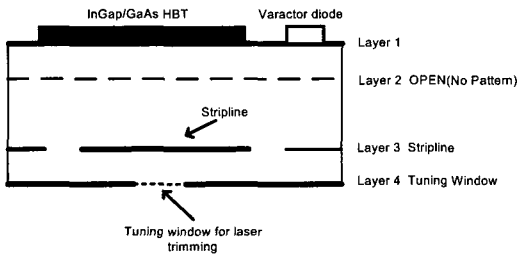 InGap/GaAs HBT
Varactor diode
Layer 1
Layer 2 OPEN(No Pattern)
Stripline
Layer 3 Stripline
Layer 4 Tuning Window
Tuning window for laser
trimming